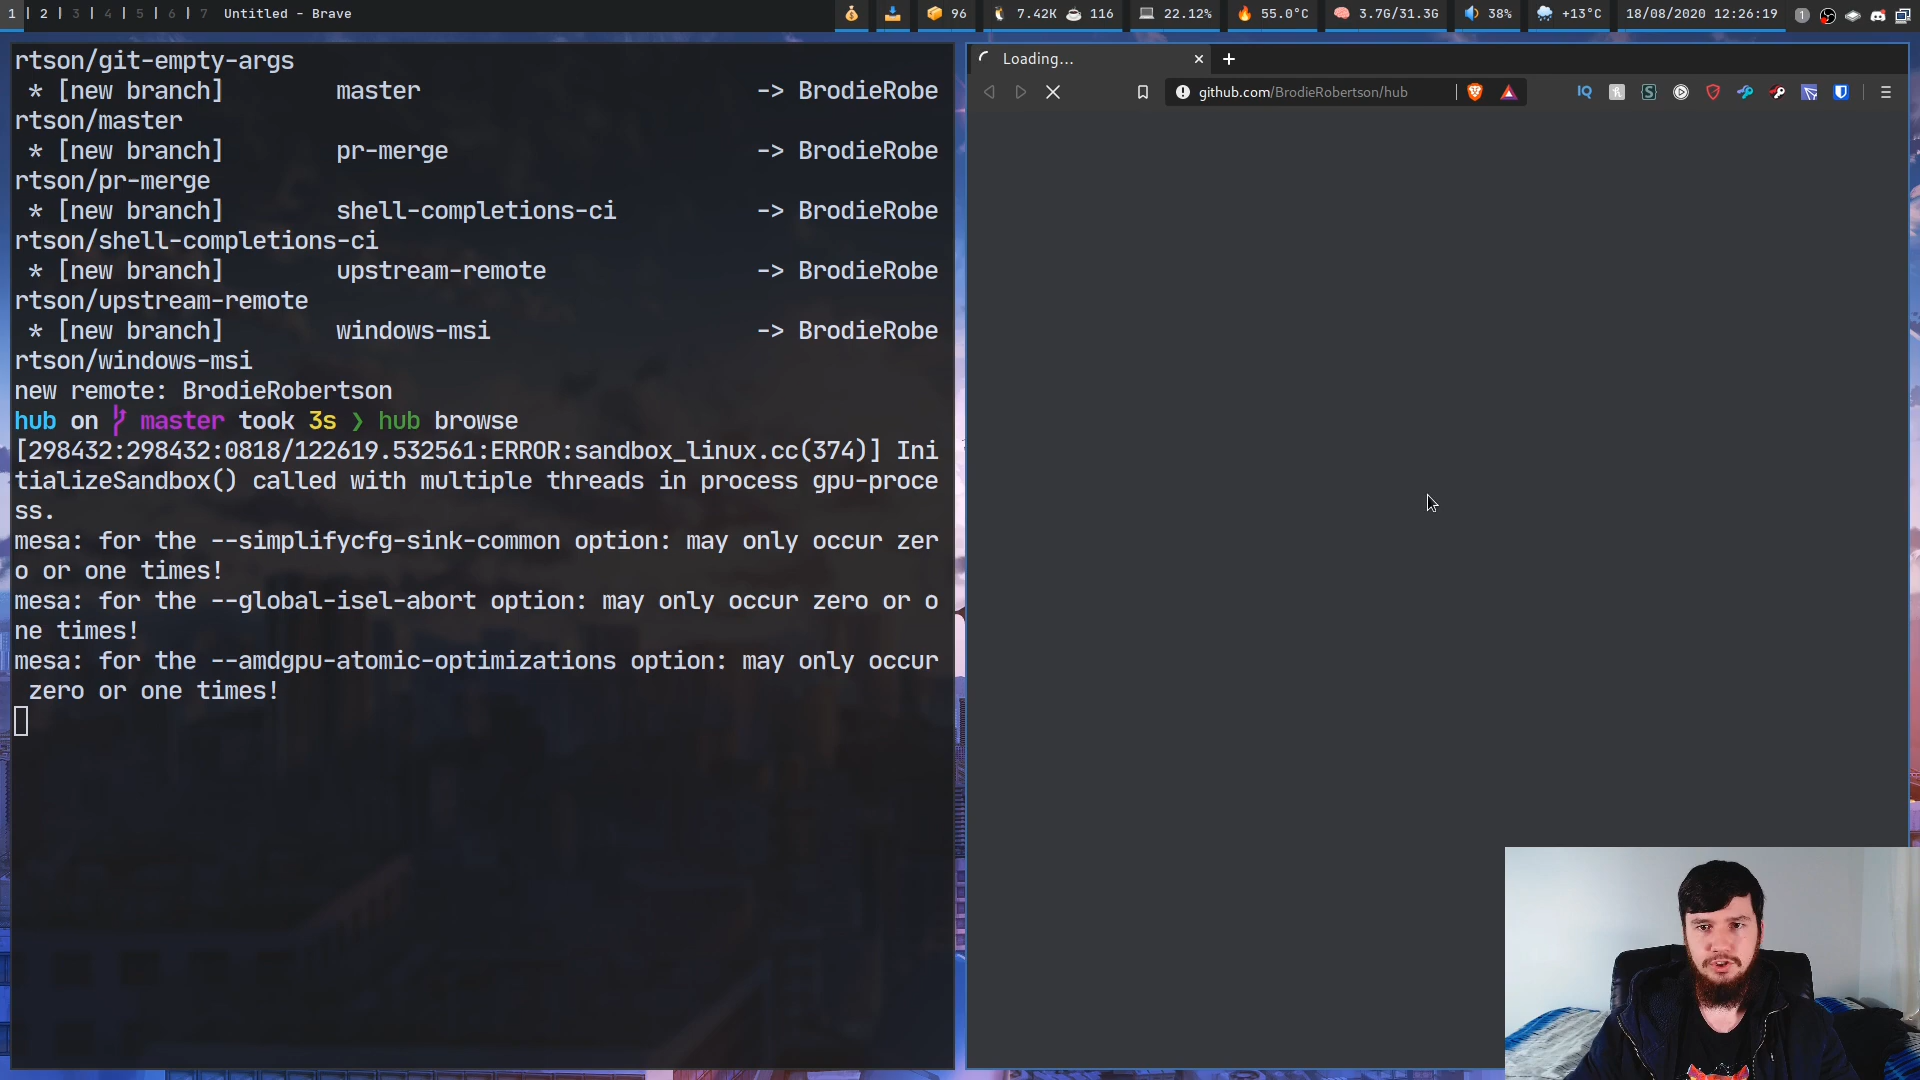 1 | 2 | 3 | 4 | 5 | 6 | 7 Untitled - Brave
96 7.42K 116 22.12% 55.0°C 3.7G/31.3G 38% +13°C 18/08/2020 12:26:19 1
rtson/git-empty-args
* [new branch] master -> BrodieRobe
rtson/master
* [new branch] pr-merge -> BrodieRobe
rtson/pr-merge
* [new branch] shell-completions-ci -> BrodieRobe
rtson/shell-completions-ci
* [new branch] upstream-remote -> BrodieRobe
rtson/upstream-remote
* [new branch] windows-msi -> BrodieRobe
rtson/windows-msi
new remote: BrodieRobertson
hub on master took 3s ❯ hub browse
[298432:298432:0818/122619.532561:ERROR:sandbox_linux.cc(374)] Ini
tializeSandbox() called with multiple threads in process gpu-proce
ss.
mesa: for the --simplifycfg-sink-common option: may only occur zer
o or one times!
mesa: for the --global-isel-abort option: may only occur zero or o
ne times!
mesa: for the --amdgpu-atomic-optimizations option: may only occur
zero or one times!
Loading...
github.com/BrodieRobertson/hub
IQ